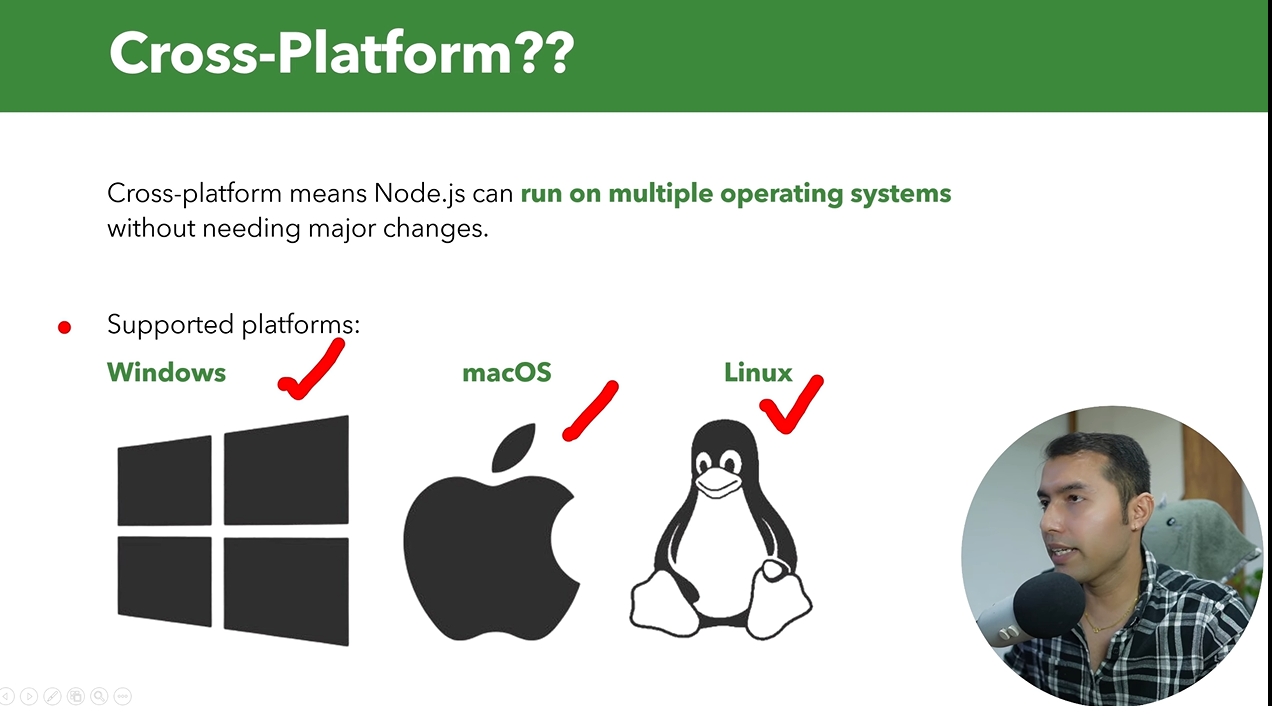 Cross-Platform??
Cross-platform means Node.js can run on multiple operating systems
without needing major changes.
Supported platforms:
Windows
macOS
Linux